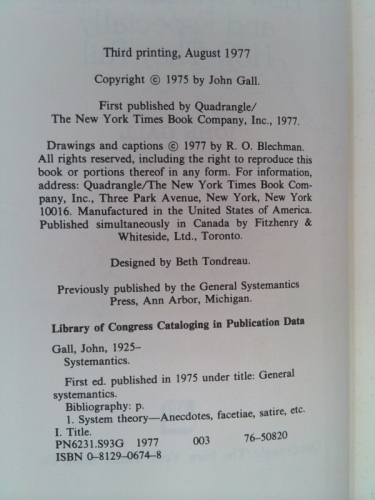 Third printing, August 1977
Copyright © 1975 by John Gall.
First published by Quadrangle/
The New York Times Book Company, Inc., 1977.
Drawings and captions © 1977 by R. O. Blechman.
All rights reserved, including the right to reproduce this
book or portions thereof in any form. For information,
address: Quadrangle/The New York Times Book Com-
pany, Inc., Three Park Avenue, New York, New York
10016. Manufactured in the United States of America.
Published simultaneously in Canada by Fitzhenry &
Whiteside, Ltd., Toronto.
Designed by Beth Tondreau.
Previously published by the General Systemantics
Press, Ann Arbor, Michigan.
Library of Congress Cataloging in Publication Data
Gall, John, 1925–
Systemantics.
First ed. published in 1975 under title: General
systemantics.
Bibliography: p.
1. System theory—Anecdotes, facetiae, satire, etc.
I. Title.
PN6231.S93G 1977 003 76-50820
ISBN 0-8129-0674-8